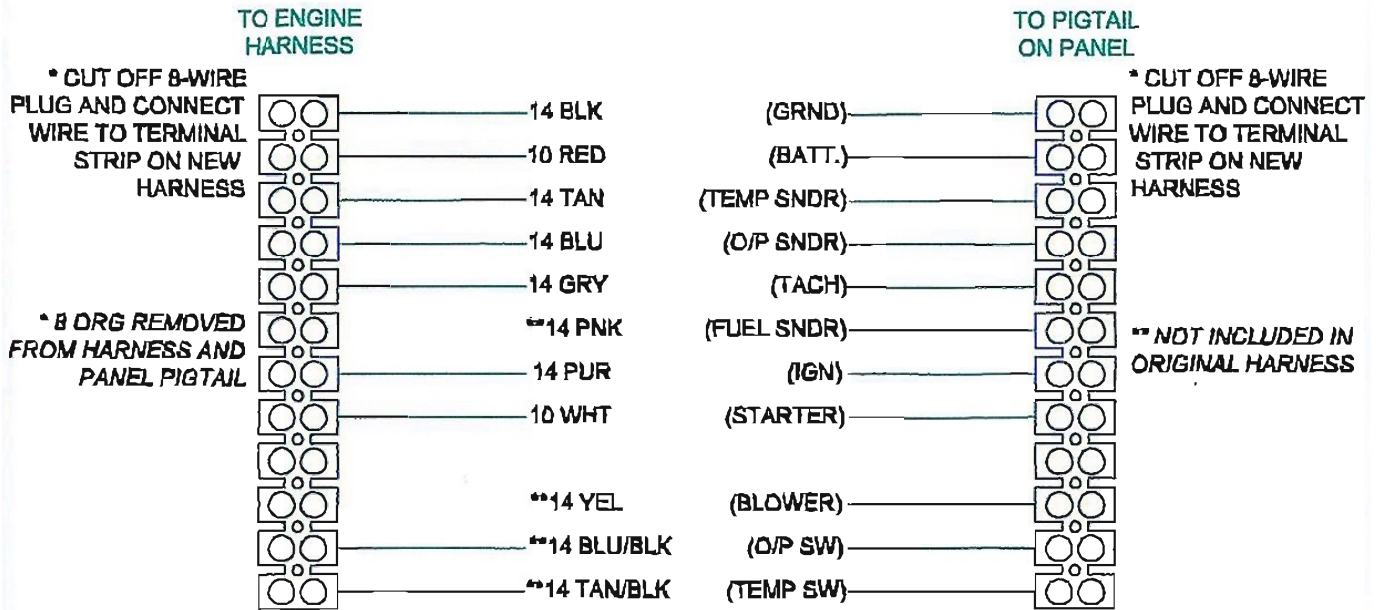 TO ENGINE
HARNESS
TO PIGTAIL
ON PANEL
* CUT OFF 8-WIRE
PLUG AND CONNECT
WIRE TO TERMINAL
STRIP ON NEW
HARNESS
* 8 ORG REMOVED
FROM HARNESS AND
PANEL PIGTAIL
14 BLK (GRND)
10 RED (BATT.)
14 TAN (TEMP SNDR)
14 BLU (O/P SNDR)
14 GRY (TACH)
**14 PNK (FUEL SNDR)
14 PUR (IGN)
10 WHT (STARTER)
**14 YEL (BLOWER)
**14 BLU/BLK (O/P SW)
**14 TAN/BLK (TEMP SW)
* CUT OFF 8-WIRE
PLUG AND CONNECT
WIRE TO TERMINAL
STRIP ON NEW
HARNESS
** NOT INCLUDED IN
ORIGINAL HARNESS